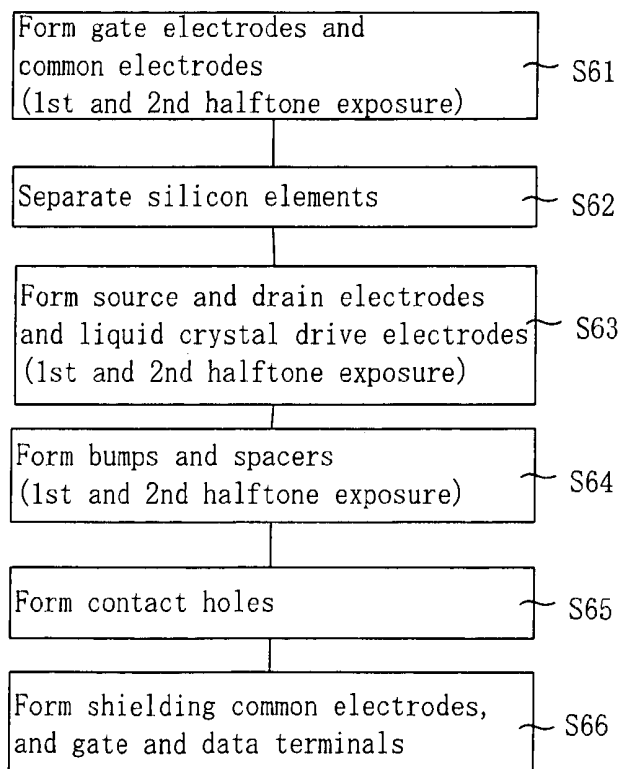 Form gate electrodes and
common electrodes
(1st and 2nd halftone exposure)
S61
Separate silicon elements
S62
Form source and drain electrodes
and liquid crystal drive electrodes
(1st and 2nd halftone exposure)
S63
Form bumps and spacers
(1st and 2nd halftone exposure)
S64
Form contact holes
S65
Form shielding common electrodes,
and gate and data terminals
S66